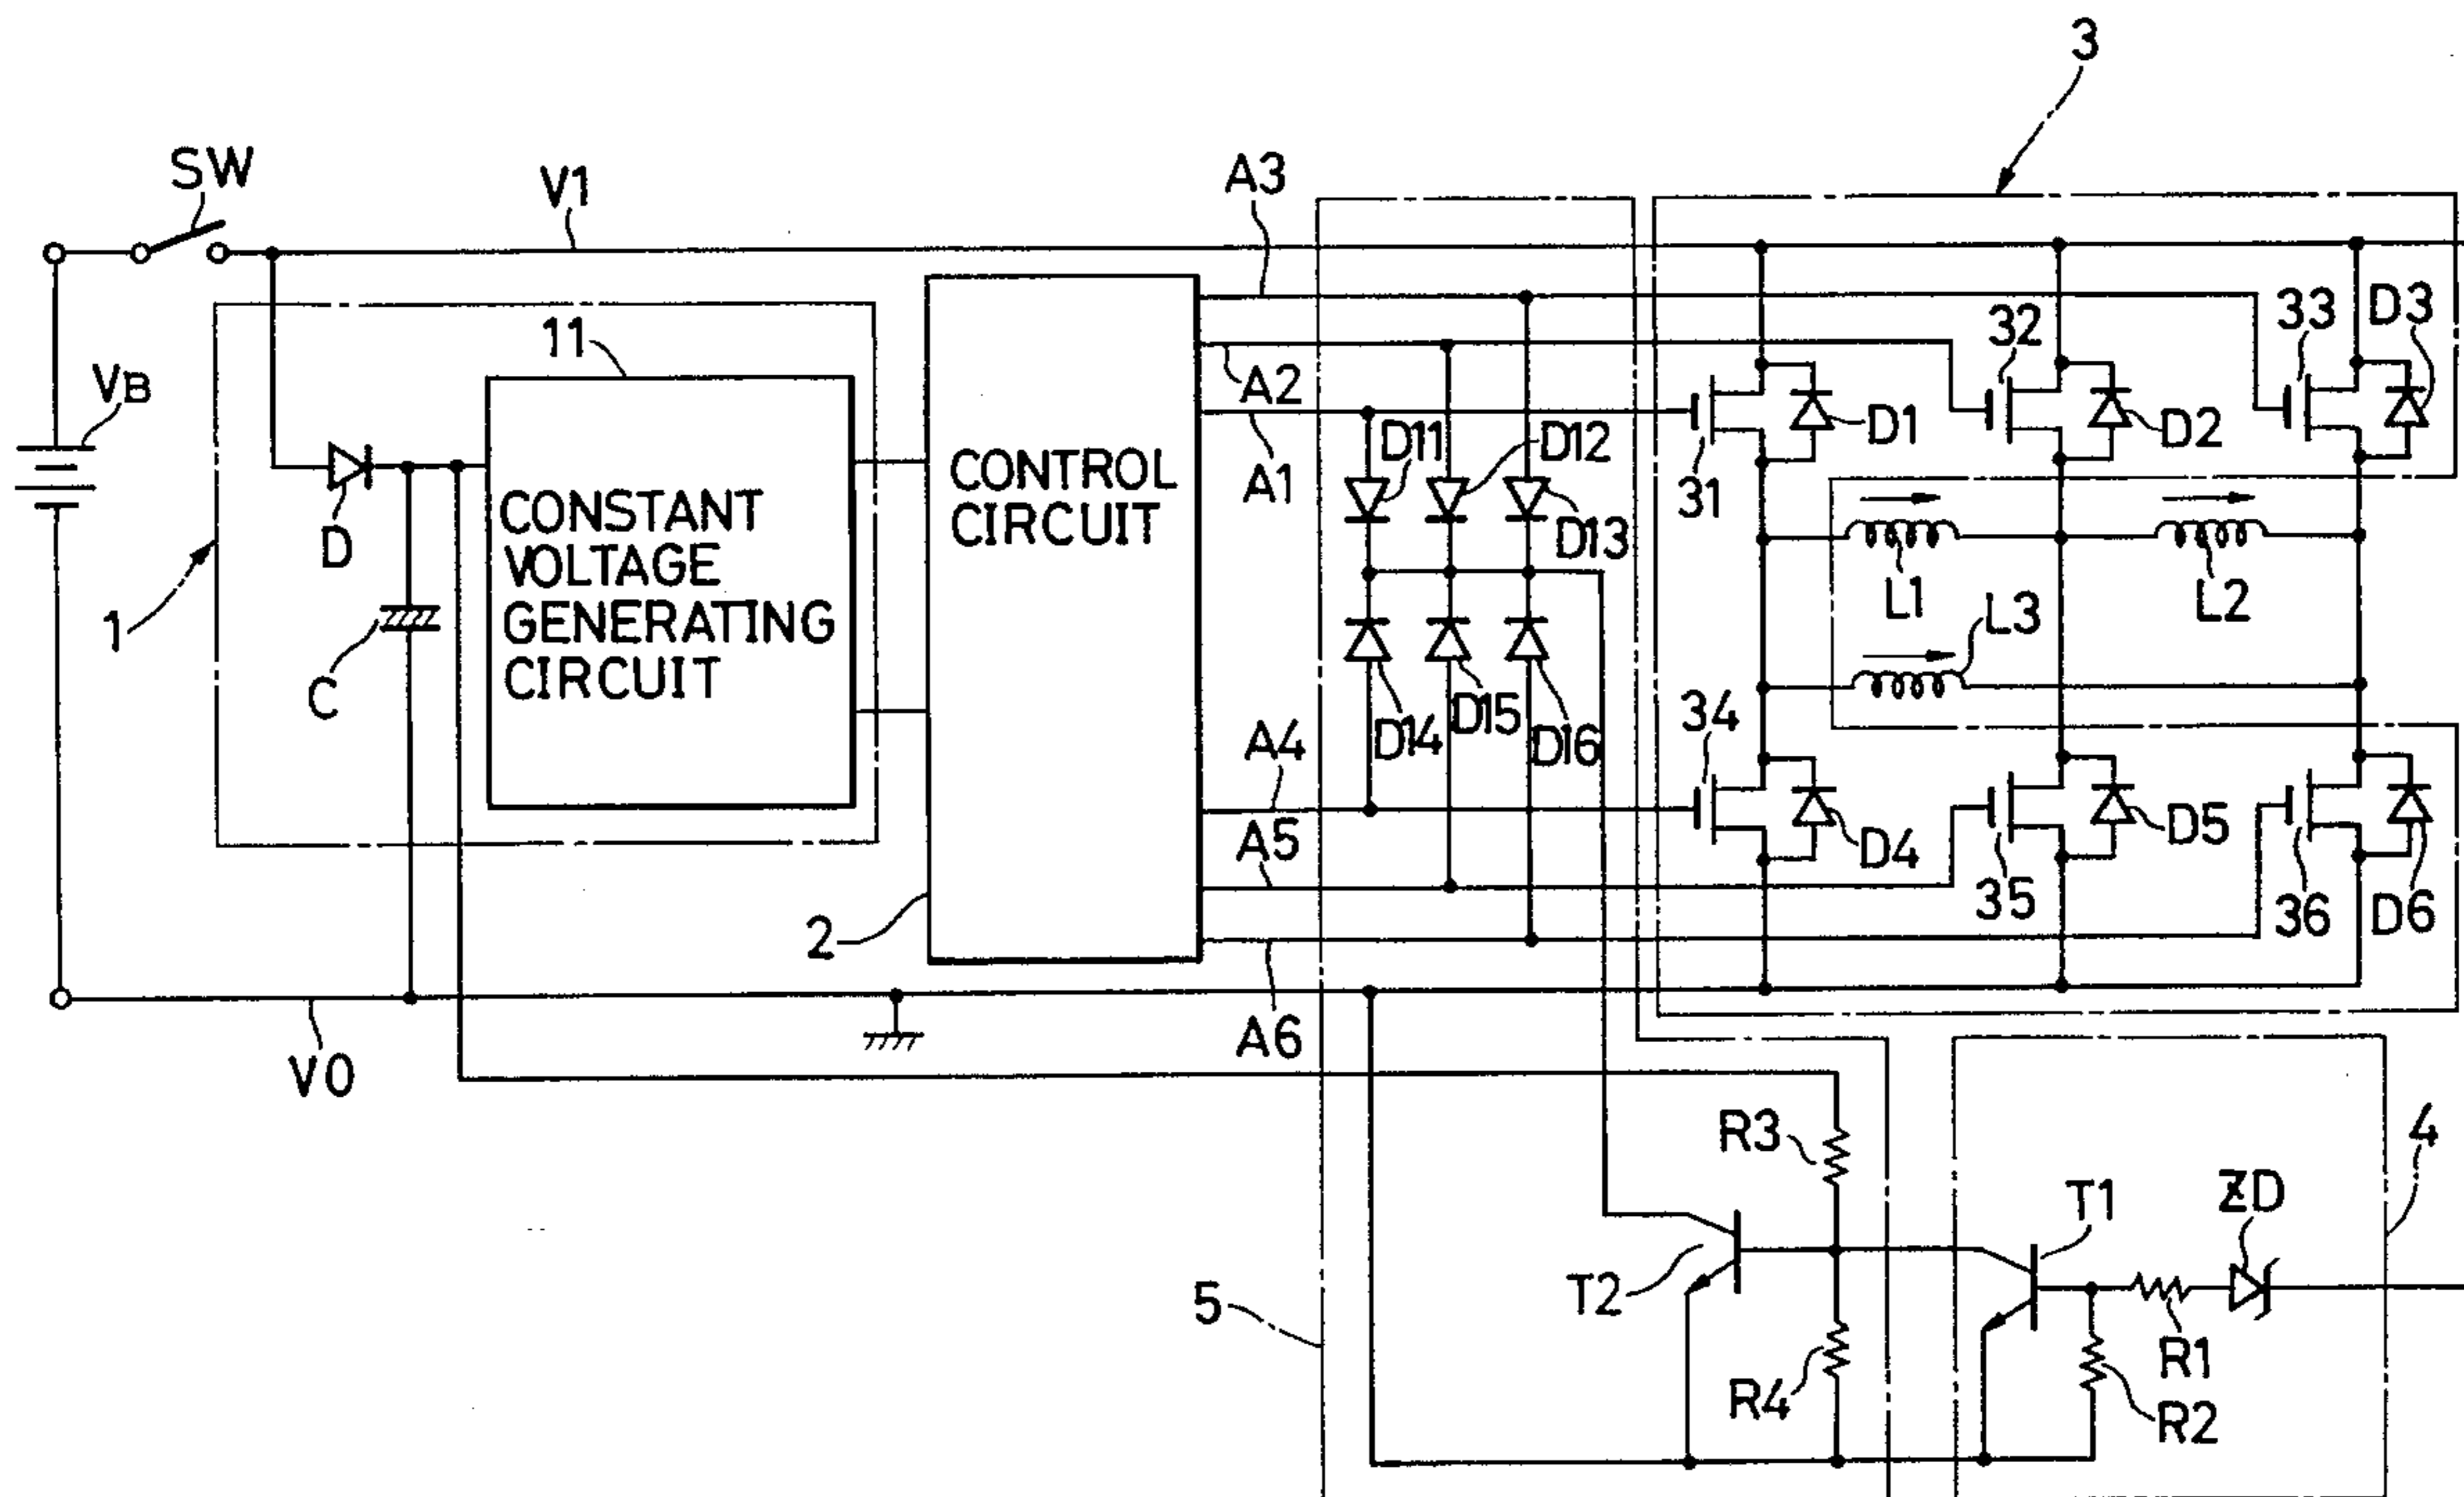 3
SW
V1
A3
11
32
33
D3
VB
A2
D1
D2
D11
D12
A1
31
CONTROL
CIRCUIT
CONSTANT
VOLTAGE
GENERATING
CIRCUIT
D
D13
1
L1
L3
L2
C
34
D14
D15
D16
A4
A5
D4
D5
2
35
36
D6
A6
V0
R3
4
T1
ZD
T2
5
R4
R1
R2